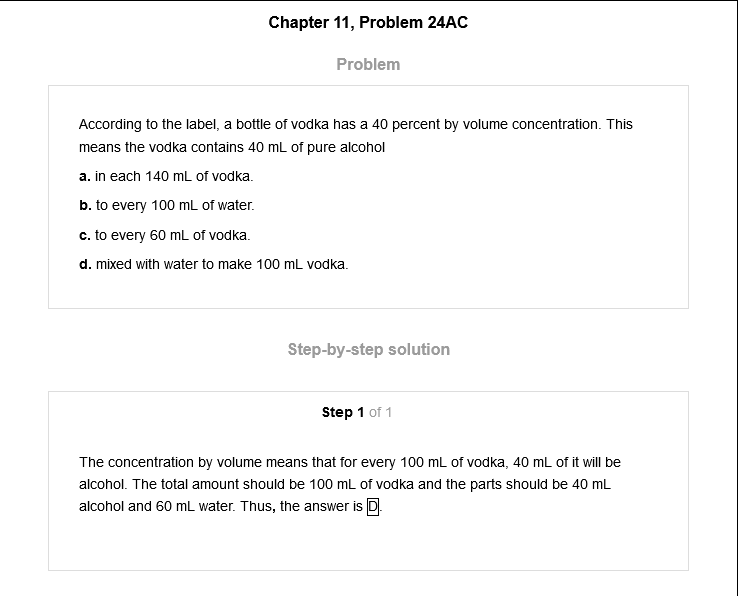 Chapter 11, Problem 24AC
Problem
According to the label, a bottle of vodka has a 40 percent by volume concentration. This
means the vodka contains 40 mL of pure alcohol
a. in each 140 mL of vodka.
b. to every 100 mL of water.
c. to every 60 mL of vodka.
d. mixed with water to make 100 mL vodka.
Step-by-step solution
Step 1 of 1
The concentration by volume means that for every 100 mL of vodka, 40 mL of it will be
alcohol. The total amount should be 100 mL of vodka and the parts should be 40 mL
alcohol and 60 mL water. Thus, the answer is D.